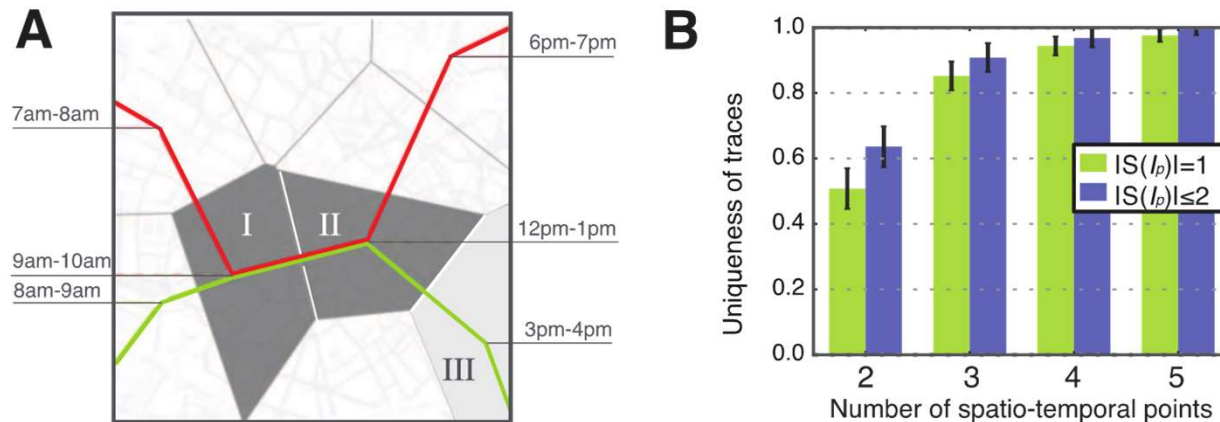 A
7am-8am
9am-10am
8am-9am
I
II
III
6pm-7pm
12pm-1pm
3pm-4pm
B
Uniqueness of traces
1.0
0.8
0.6
0.4
0.2
0.0
|S(Ip)|=1
|S(Ip)|≤2
2 3 4 5
Number of spatio-temporal points